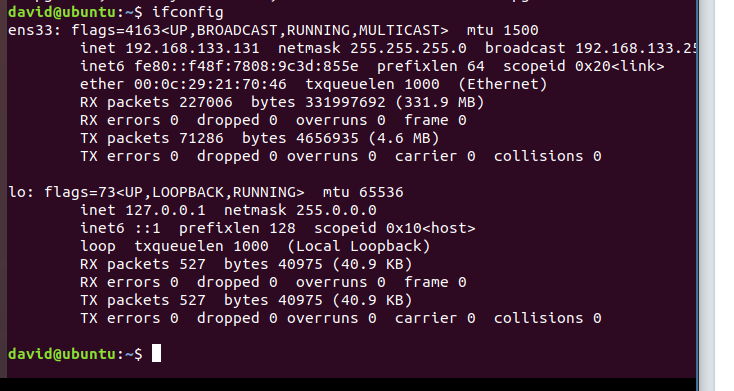 david@ubuntu:~$ ifconfig
ens33: flags=4163<UP,BROADCAST,RUNNING,MULTICAST>  mtu 1500
        inet 192.168.133.131  netmask 255.255.255.0  broadcast 192.168.133.25
        inet6 fe80::f48f:7808:9c3d:855e  prefixlen 64  scopeid 0x20<link>
        ether 00:0c:29:21:70:46  txqueuelen 1000  (Ethernet)
        RX packets 227006  bytes 331997692 (331.9 MB)
        RX errors 0  dropped 0  overruns 0  frame 0
        TX packets 71286  bytes 4656935 (4.6 MB)
        TX errors 0  dropped 0 overruns 0  carrier 0  collisions 0
lo: flags=73<UP,LOOPBACK,RUNNING>  mtu 65536
        inet 127.0.0.1  netmask 255.0.0.0
        inet6 ::1  prefixlen 128  scopeid 0x10<host>
        loop  txqueuelen 1000  (Local Loopback)
        RX packets 527  bytes 40975 (40.9 KB)
        RX errors 0  dropped 0  overruns 0  frame 0
        TX packets 527  bytes 40975 (40.9 KB)
        TX errors 0  dropped 0 overruns 0  carrier 0  collisions 0
david@ubuntu:~$